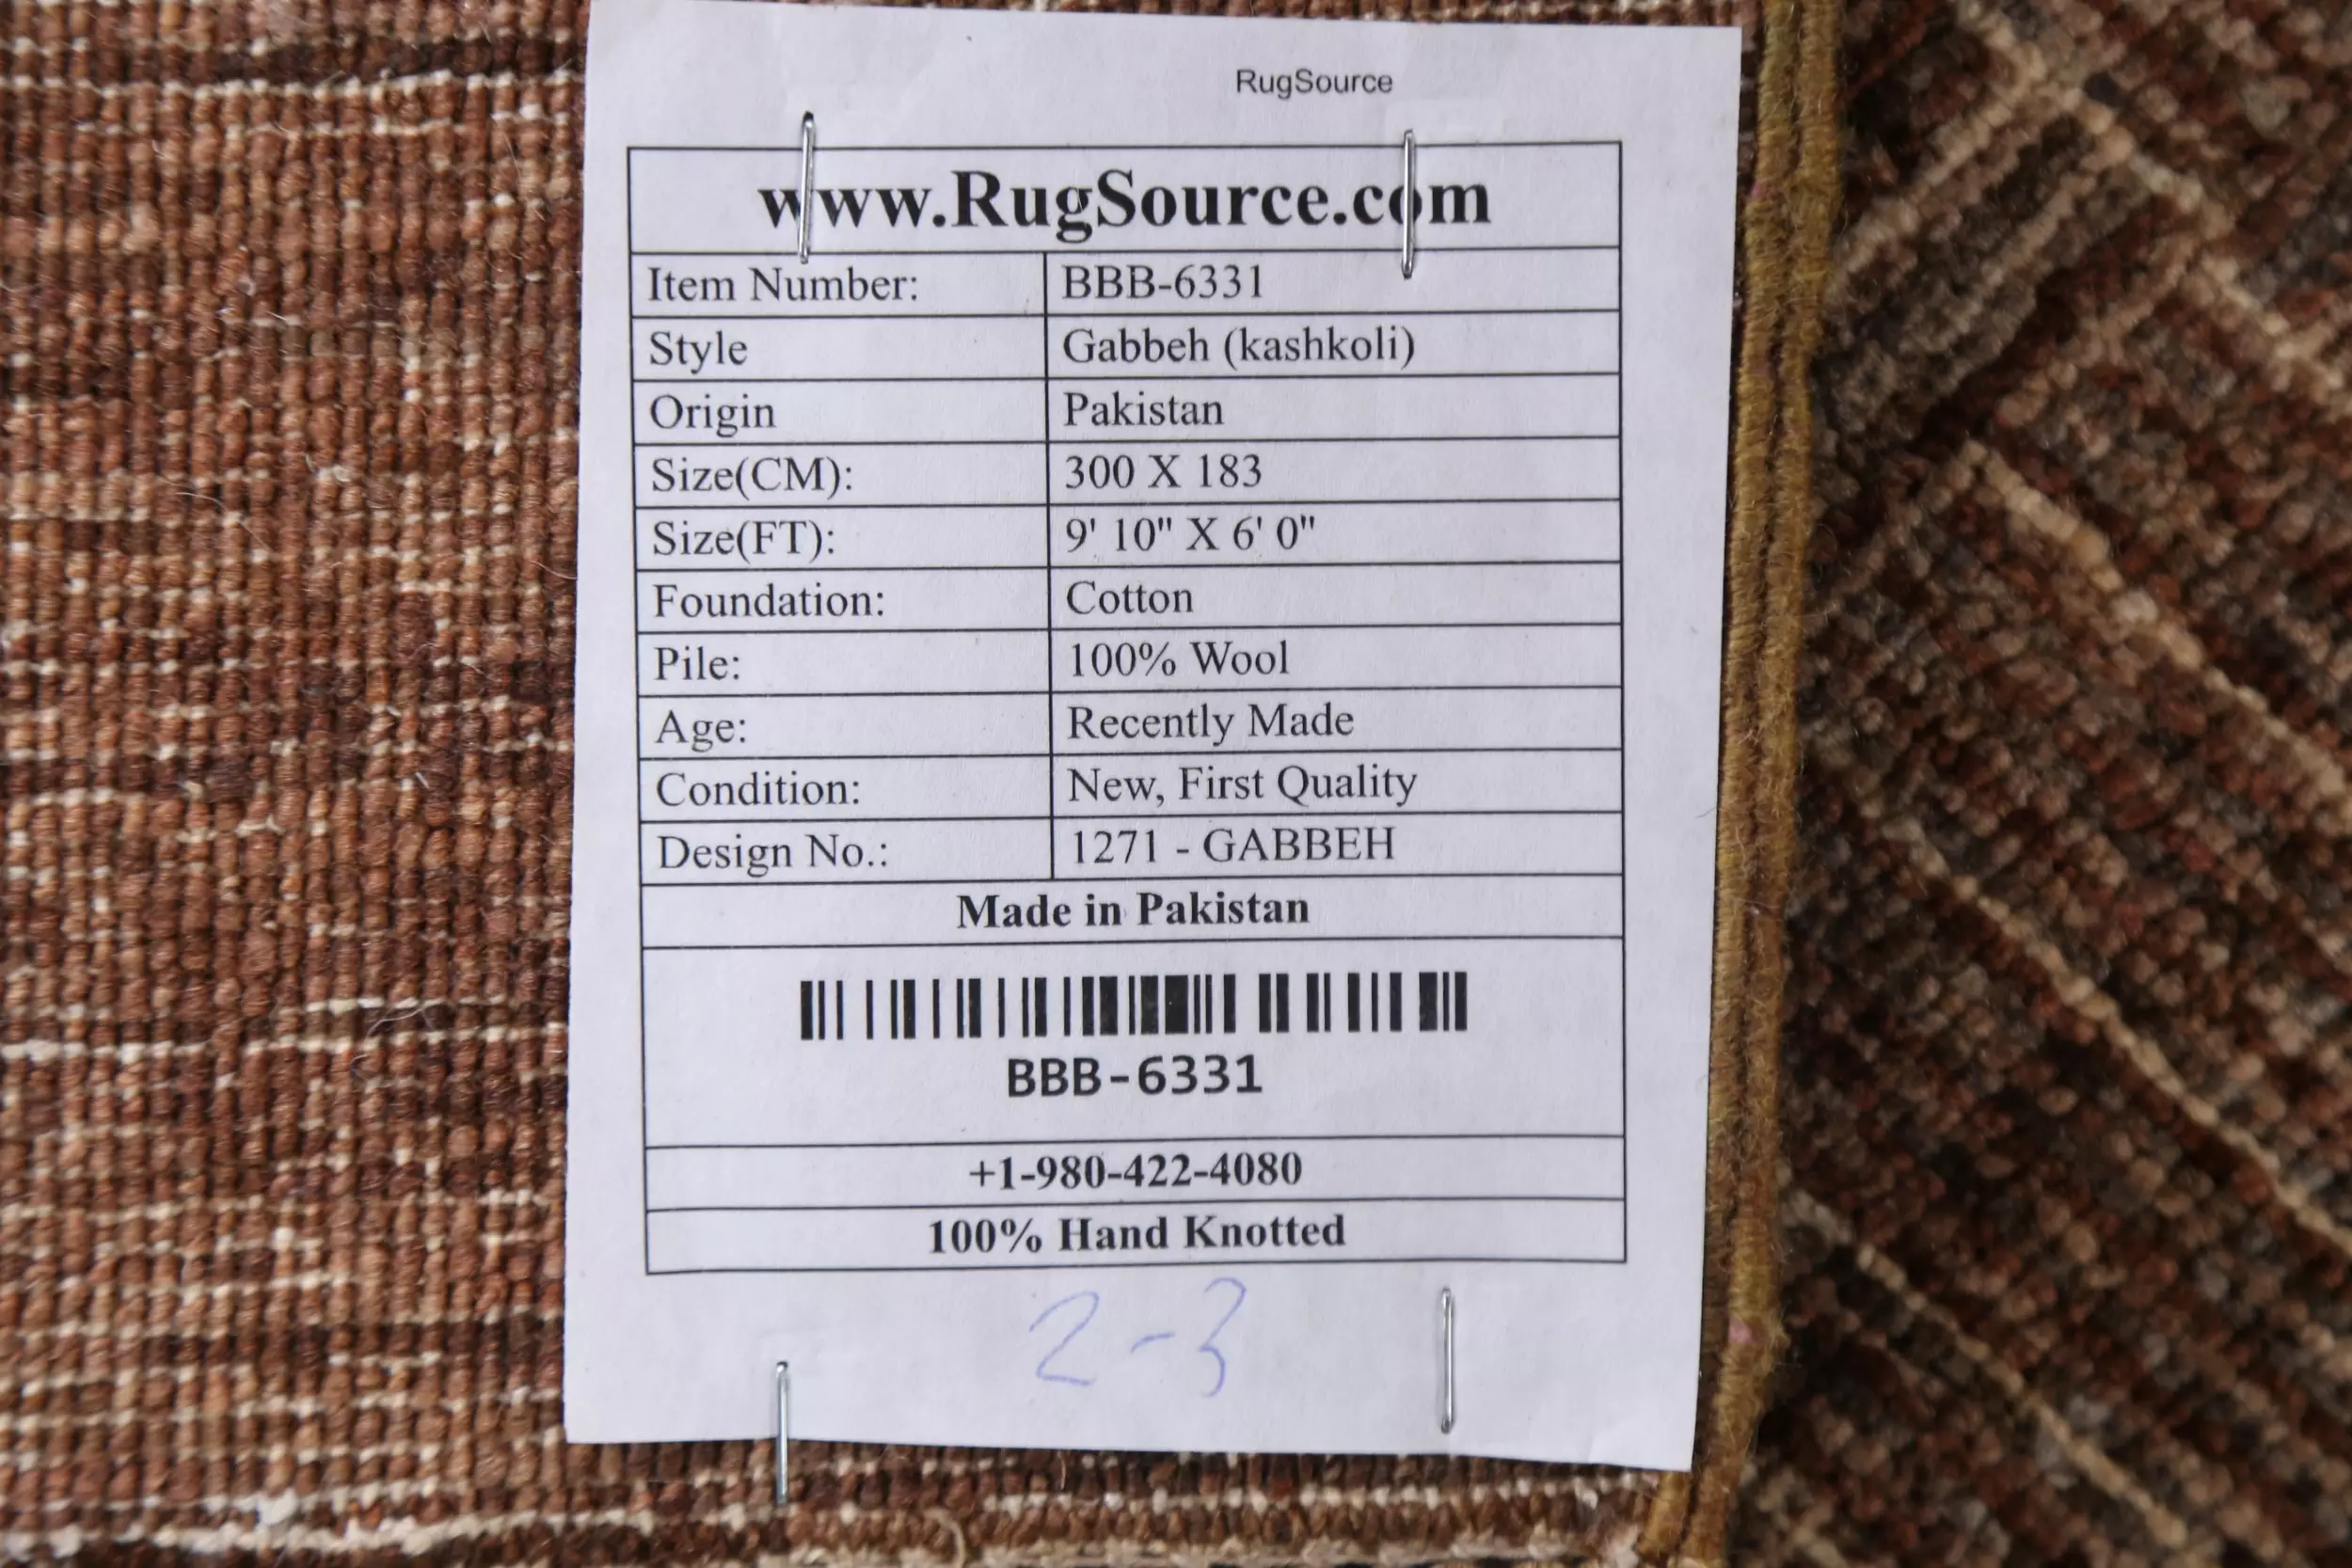 RugSource
www.RugSource.com
Item Number: BBB-6331
Style Gabbeh (kashkoli)
Origin Pakistan
Size(CM): 300 X 183
Size(FT): 9' 10" X 6' 0"
Foundation: Cotton
Pile: 100% Wool
Age: Recently Made
Condition: New, First Quality
Design No.: 1271 - GABBEH
Made in Pakistan
BBB-6331
+1-980-422-4080
100% Hand Knotted
2-3